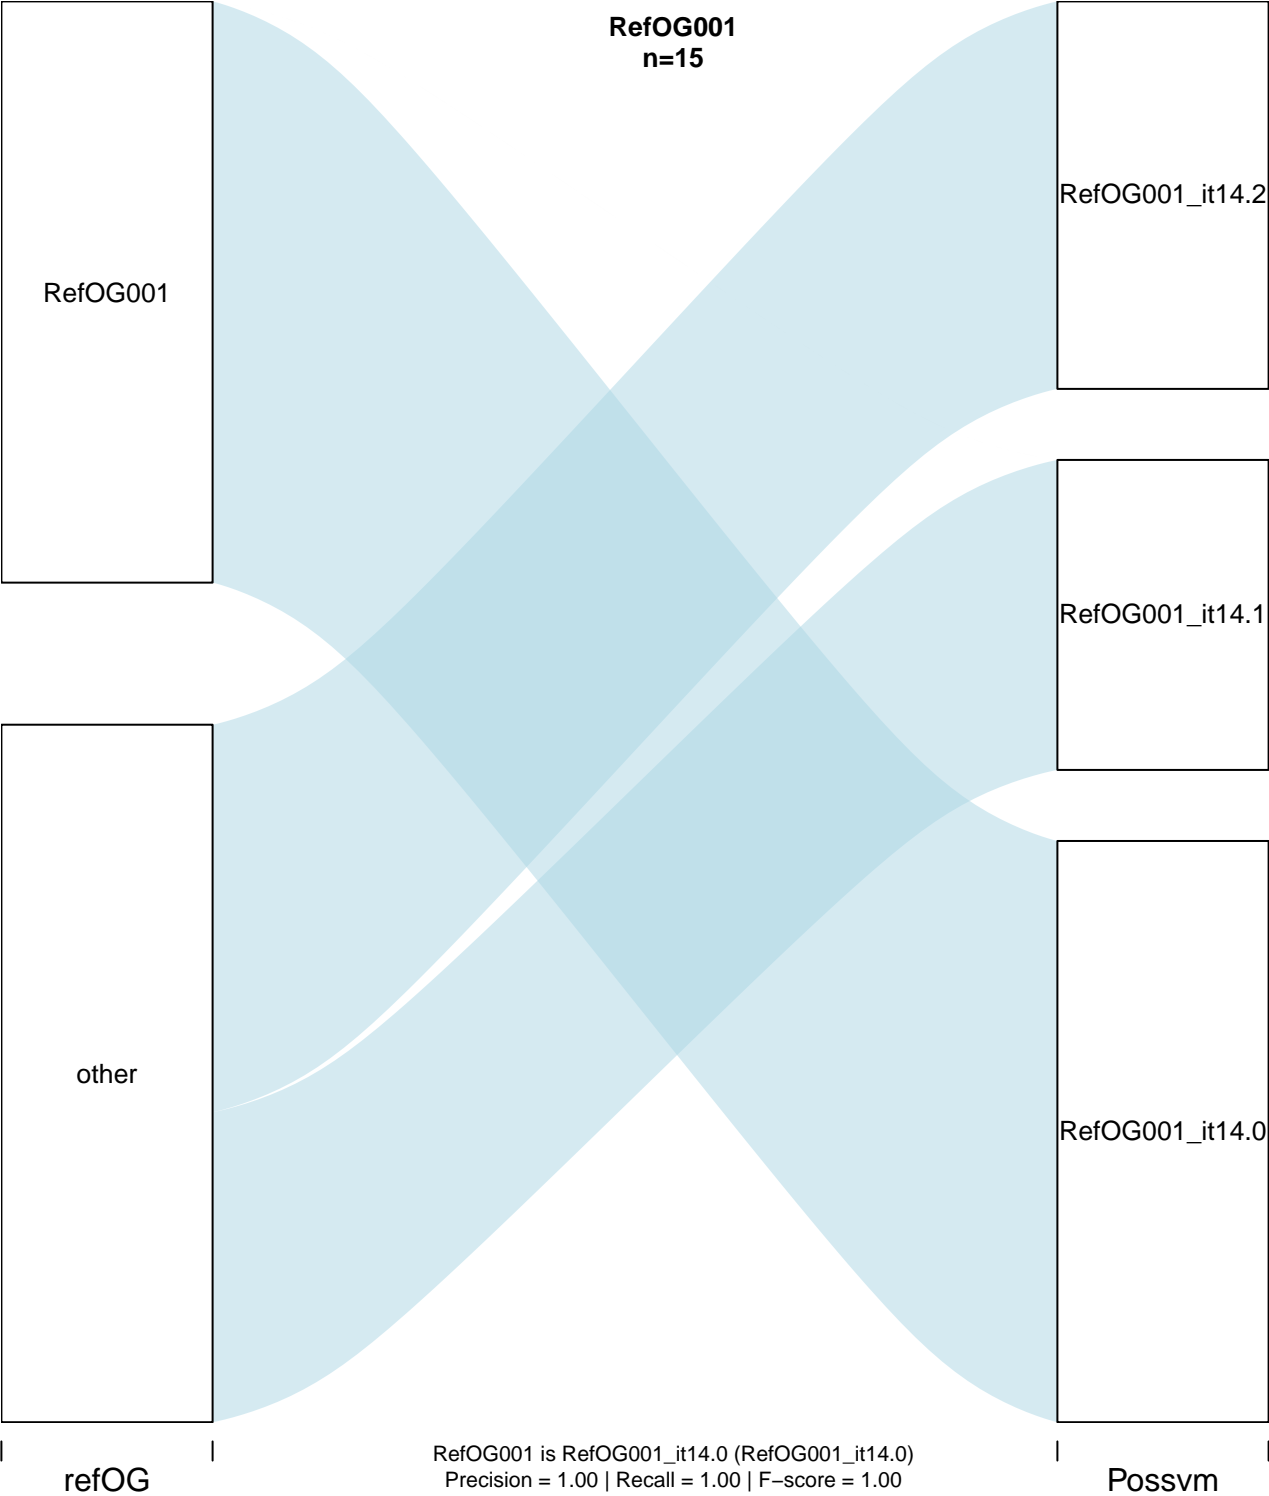 RefOG001
n=15
RefOG001
other
RefOG001_it14.2
RefOG001_it14.1
RefOG001_it14.0
refOG
RefOG001 is RefOG001_it14.0 (RefOG001_it14.0)
Precision = 1.00 | Recall = 1.00 | F−score = 1.00
Possvm